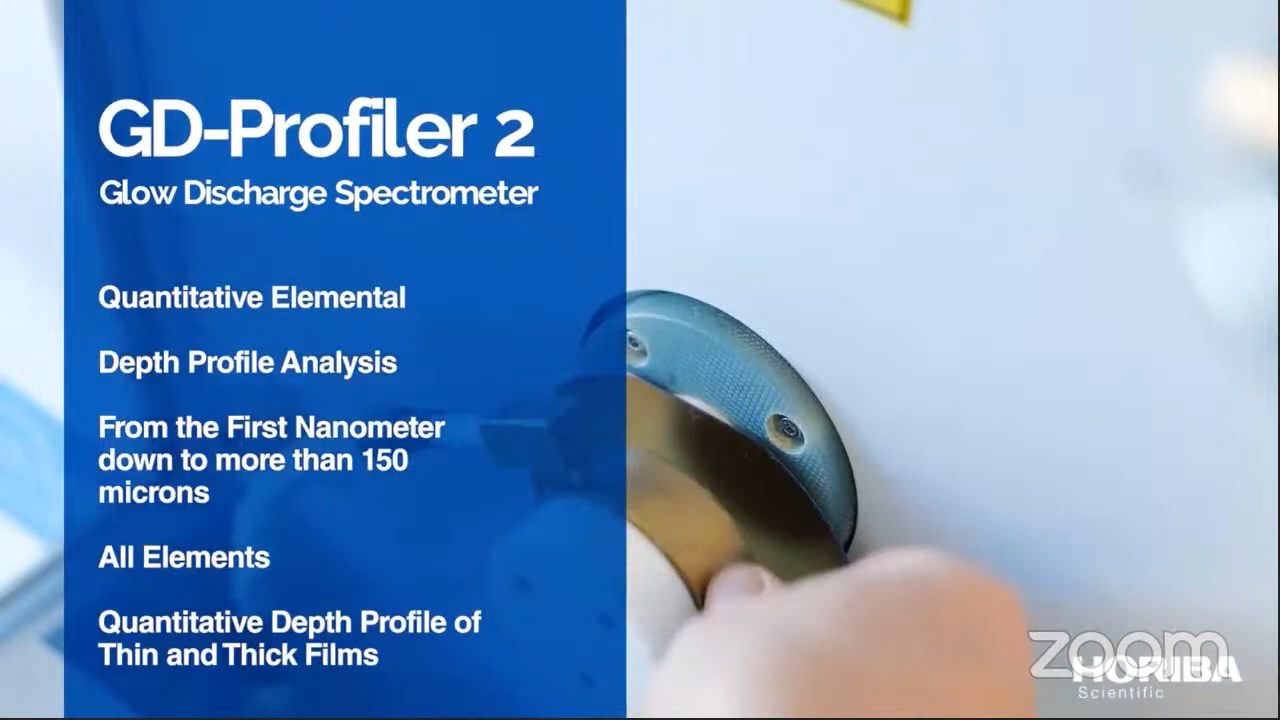 GD-Profiler 2
Glow Discharge Spectrometer
Quantitative Elemental
Depth Profile Analysis
From the First Nanometer
down to more than 150
microns
All Elements
Quantitative Depth Profile of
Thin and Thick Films
zoom
HORIBA
Scientific